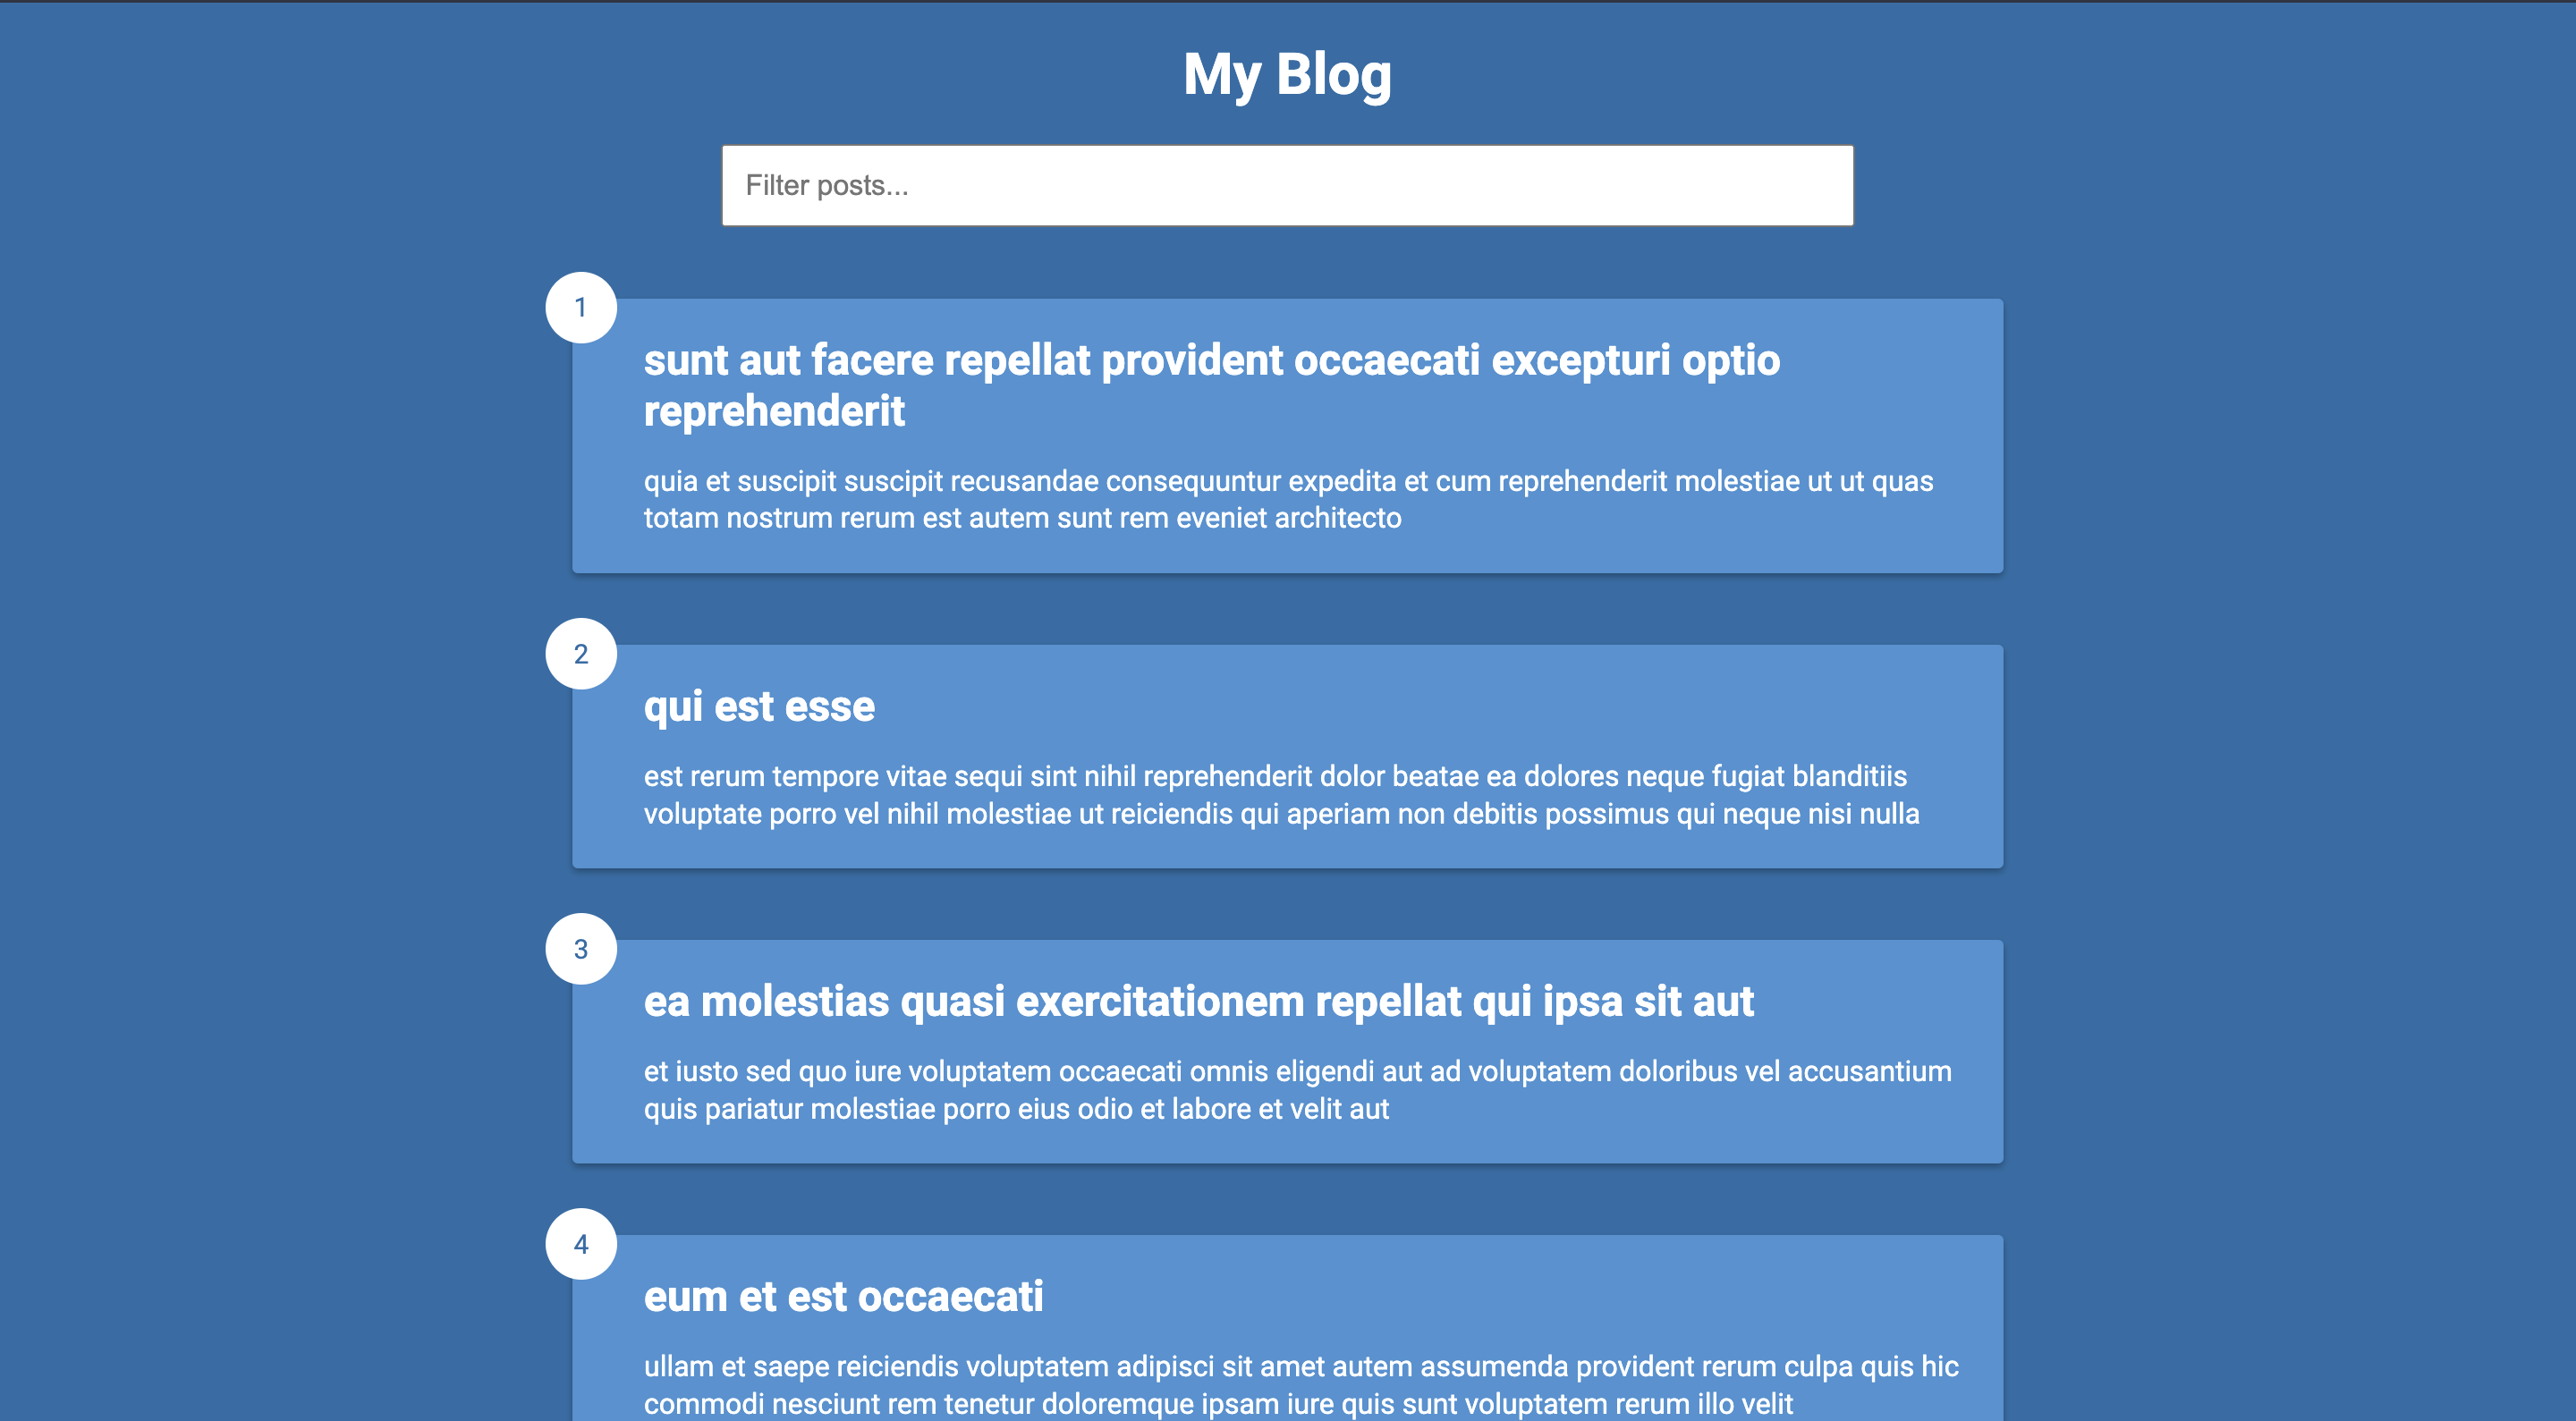 My Blog
Filter posts...
1
sunt aut facere repellat provident occaecati excepturi optio
reprehenderit
quia et suscipit suscipit recusandae consequuntur expedita et cum reprehenderit molestiae ut ut quas
totam nostrum rerum est autem sunt rem eveniet architecto
2
qui est esse
est rerum tempore vitae sequi sint nihil reprehenderit dolor beatae ea dolores neque fugiat blanditiis
voluptate porro vel nihil molestiae ut reiciendis qui aperiam non debitis possimus qui neque nisi nulla
3
ea molestias quasi exercitationem repellat qui ipsa sit aut
et iusto sed quo iure voluptatem occaecati omnis eligendi aut ad voluptatem doloribus vel accusantium
quis pariatur molestiae porro eius odio et labore et velit aut
4
eum et est occaecati
ullam et saepe reiciendis voluptatem adipisci sit amet autem assumenda provident rerum culpa quis hic
commodi nesciunt rem tenetur doloremque ipsam iure quis sunt voluptatem rerum illo velit